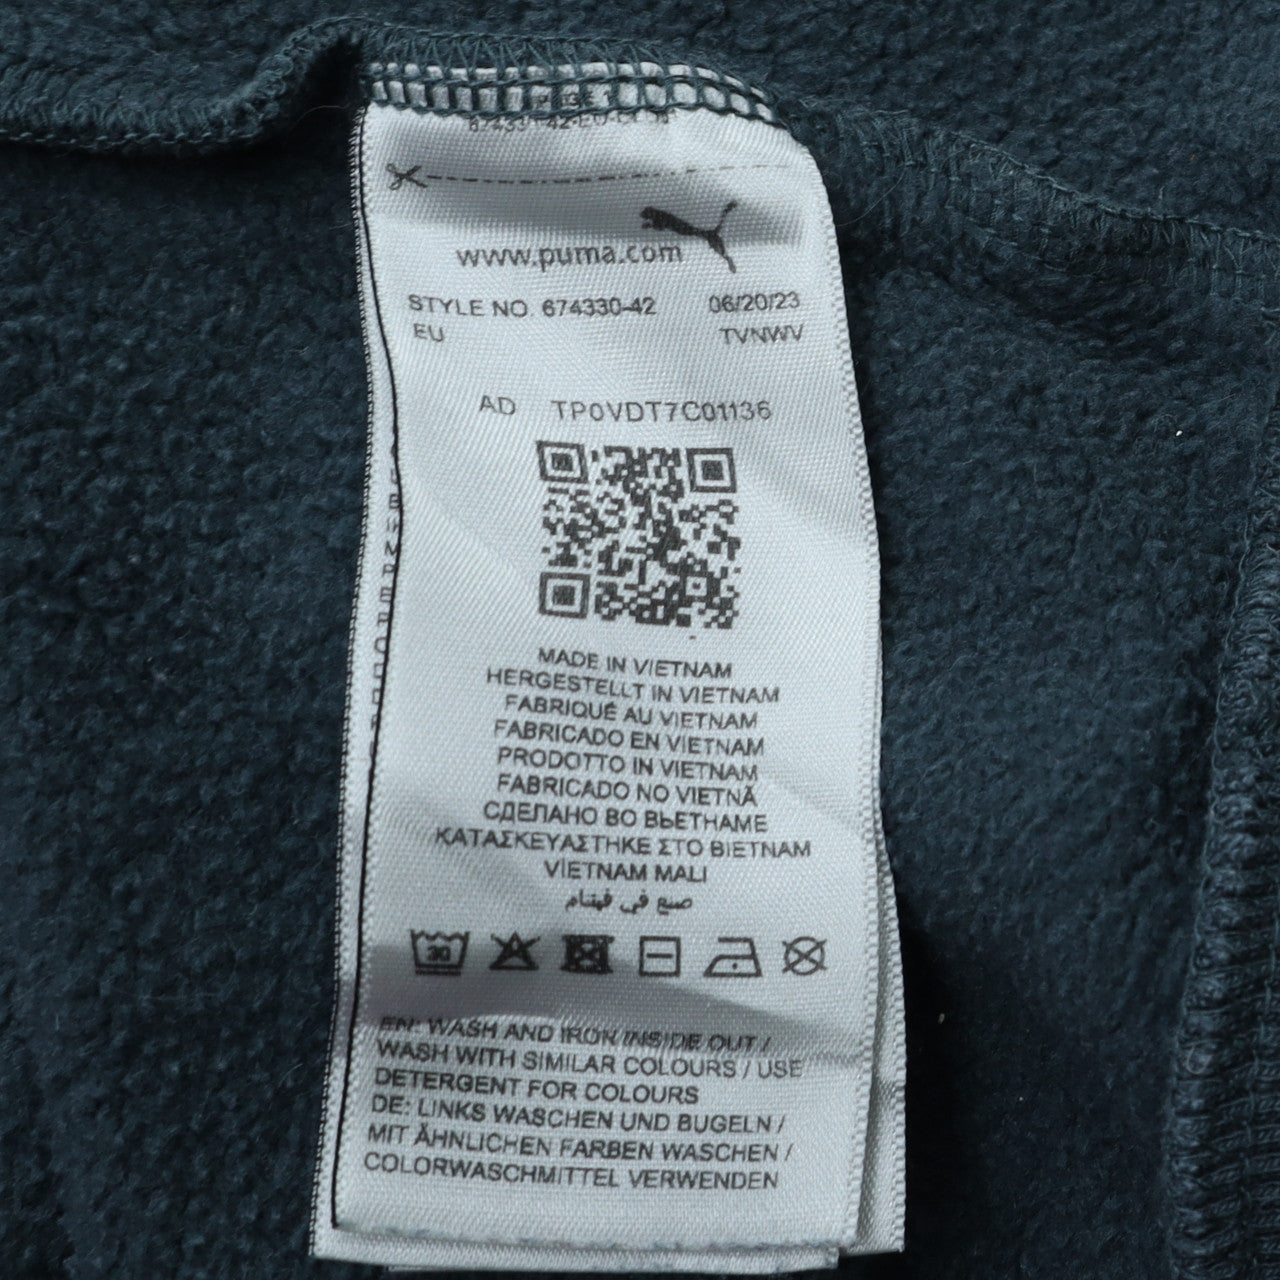 www.puma.com
STYLE NO. 674330-42 06/20/23
EU TVNWV
AD TP0VDT7C01136
MADE IN VIETNAM
HERGESTELLT IN VIETNAM
FABRIQUÉ AU VIETNAM
FABRICADO EN VIETNAM
PRODOTTO IN VIETNAM
FABRICADO NO VIETNÃ
СДЕЛАНО ВО ВЬЕТНАМЕ
ΚΑΤΑΣΚΕΥΑΣΤΗΚΕ ΣΤΟ ΒΙΕΤΝΑΜ
VİETNAM MALI
صنع في فيتنام
30
EN: WASH AND IRON INSIDE OUT /
WASH WITH SIMILAR COLOURS / USE
DETERGENT FOR COLOURS
DE: LINKS WASCHEN UND BUGELN /
MIT ÄHNLICHEN FARBEN WASCHEN /
COLORWASCHMITTEL VERWENDEN